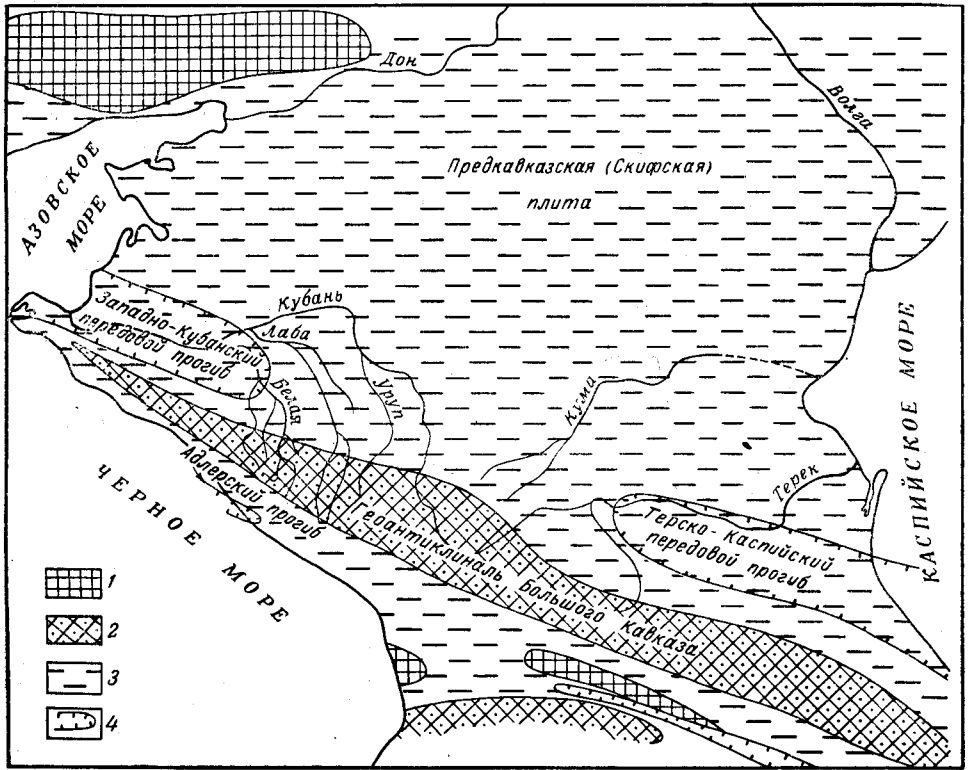 Дон
Волга
Предкавказская (Скифская)
плита
АЗОВСКОЕ
МОРЕ
Западно-Кубанский
передовой прогиб
Кубань
Лаба
Белая
Уруп
Кума
Терек
КАСПИЙСКОЕ МОРЕ
Терско-Каспийский
передовой прогиб
Адлерский прогиб
Геоантиклиналь Большого Кавказа
ЧЕРНОЕ
МОРЕ
1
2
3
4